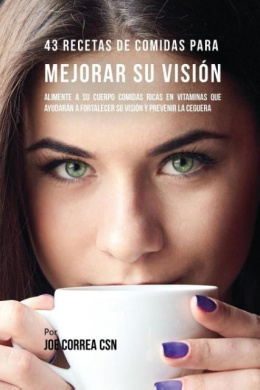 43 RECETAS DE COMIDAS PARA
MEJORAR SU VISIÓN
ALIMENTE A SU CUERPO COMIDAS RICAS EN VITAMINAS QUE
AYUDARÁN A FORTALECER SU VISION Y PREVENIR LA CEGUERA
Por
JOE CORREA CSN